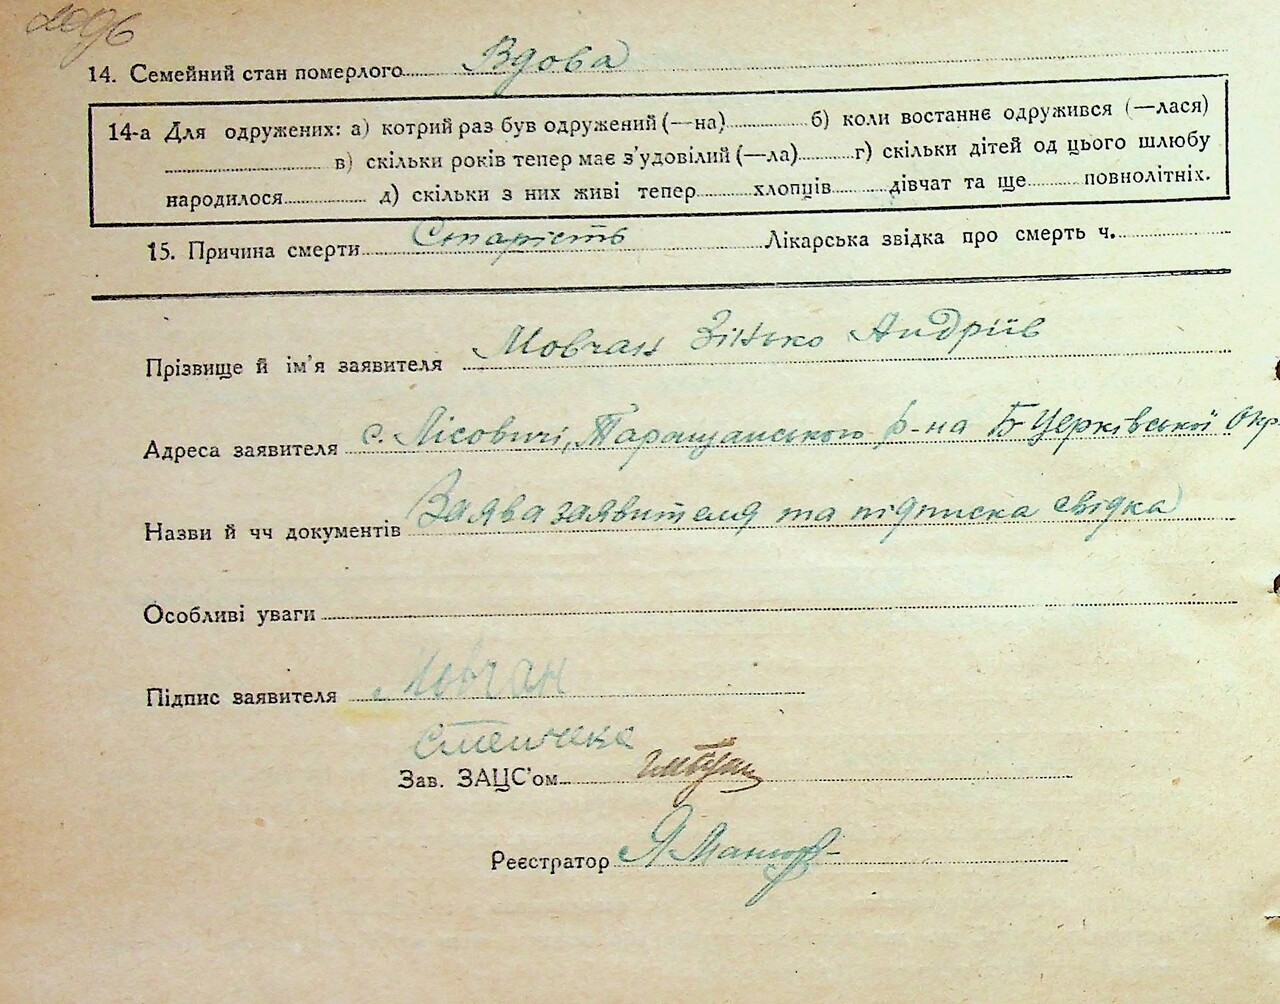 14. Семейний стан померлого Вдова
14-а Для одружених: а) котрий раз був одружений (—на) б) коли востаннє одружився (—лася)
в) скільки років тепер має з’удовілий (—ла) г) скільки дітей од цього шлюбу
народилося д) скільки з них живі тепер хлопців дівчат та ще повнолітніх.
15. Причина смерти Старість Лікарська звідка про смерть ч.
Прізвище й ім’я заявителя Мовчан Зінько Андріїв
Адреса заявителя с. Лісовичі, Таращанського р-на Б-Церківської Окр
Назви й чч документів Заява заявителя та підписка свідка
Особливі уваги
Підпис заявителя Мовчан
Зав. ЗАЦС’ом
Реєстратор